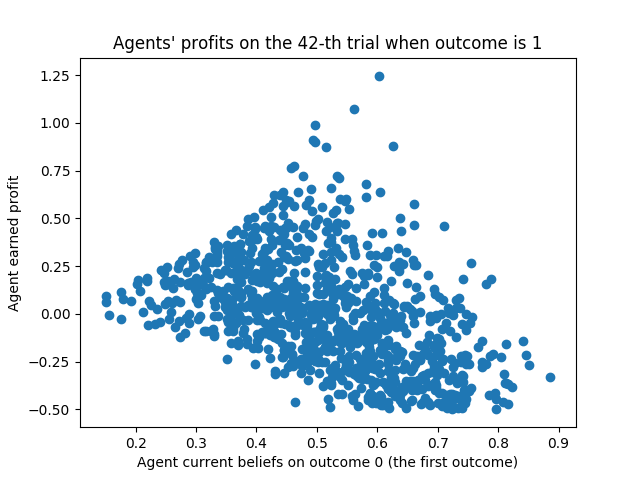 Agents' profits on the 42-th trial when outcome is 1
1.25
1.00
0.75
0.50
0.25
0.00
−0.25
−0.50
Agent earned profit
0.2 0.3 0.4 0.5 0.6 0.7 0.8 0.9
Agent current beliefs on outcome 0 (the first outcome)